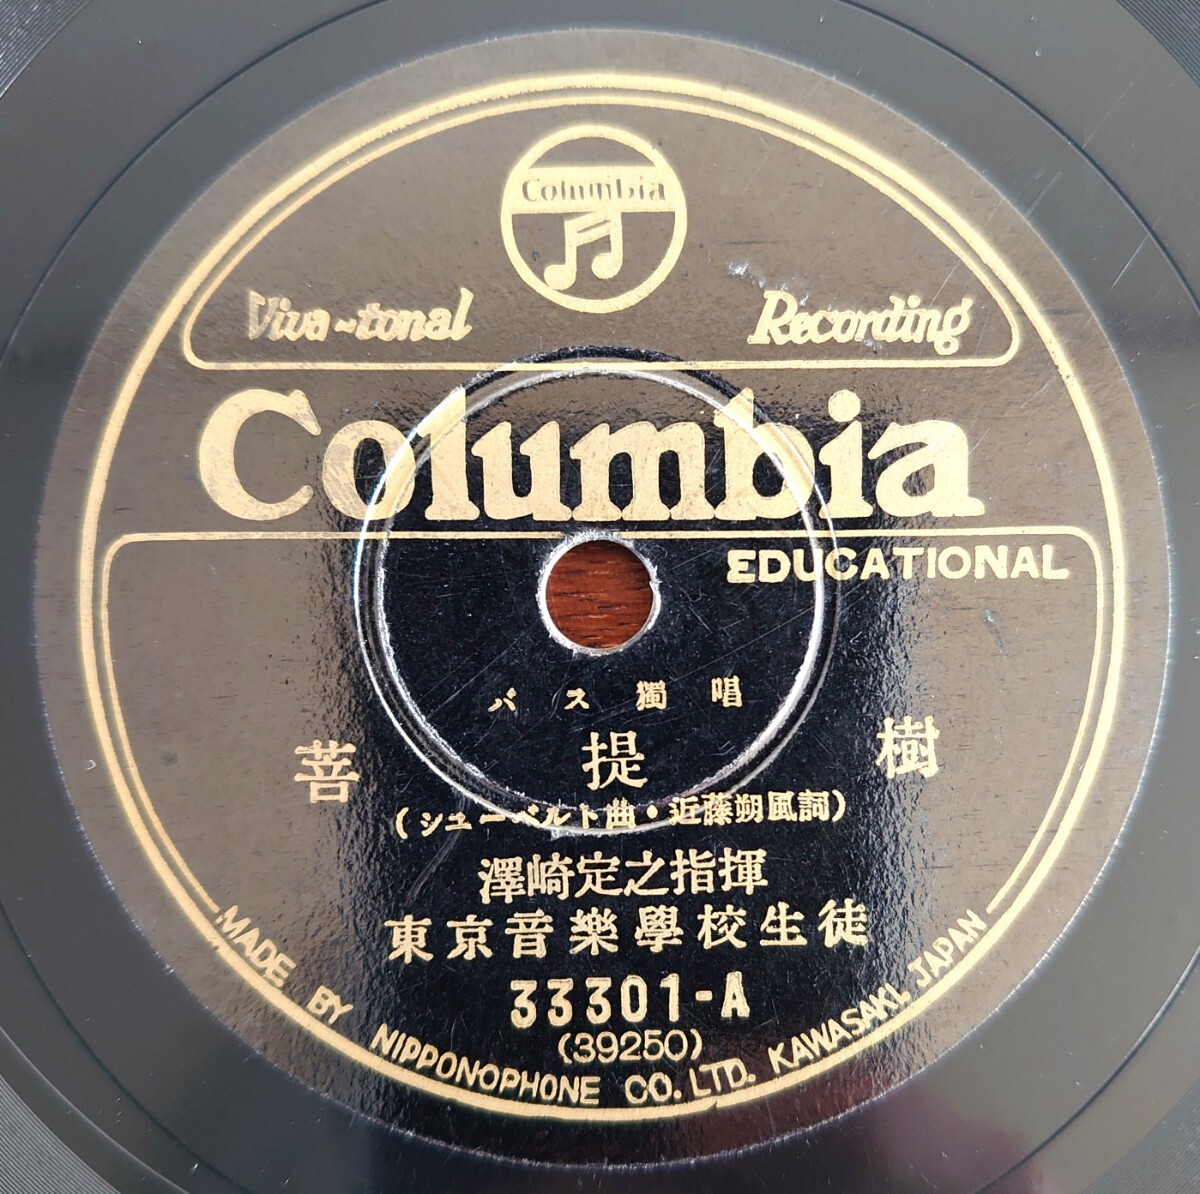 Columbia
Viva-tonal Recording
Columbia
EDUCATIONAL
バス獨唱
菩提樹
(シューベルト曲・近藤朔風詞)
澤崎定之指揮
東京音樂學校生徒
33301-A
(39250)
MADE BY NIPPONOPHONE CO. LTD. KAWASAKI, JAPAN